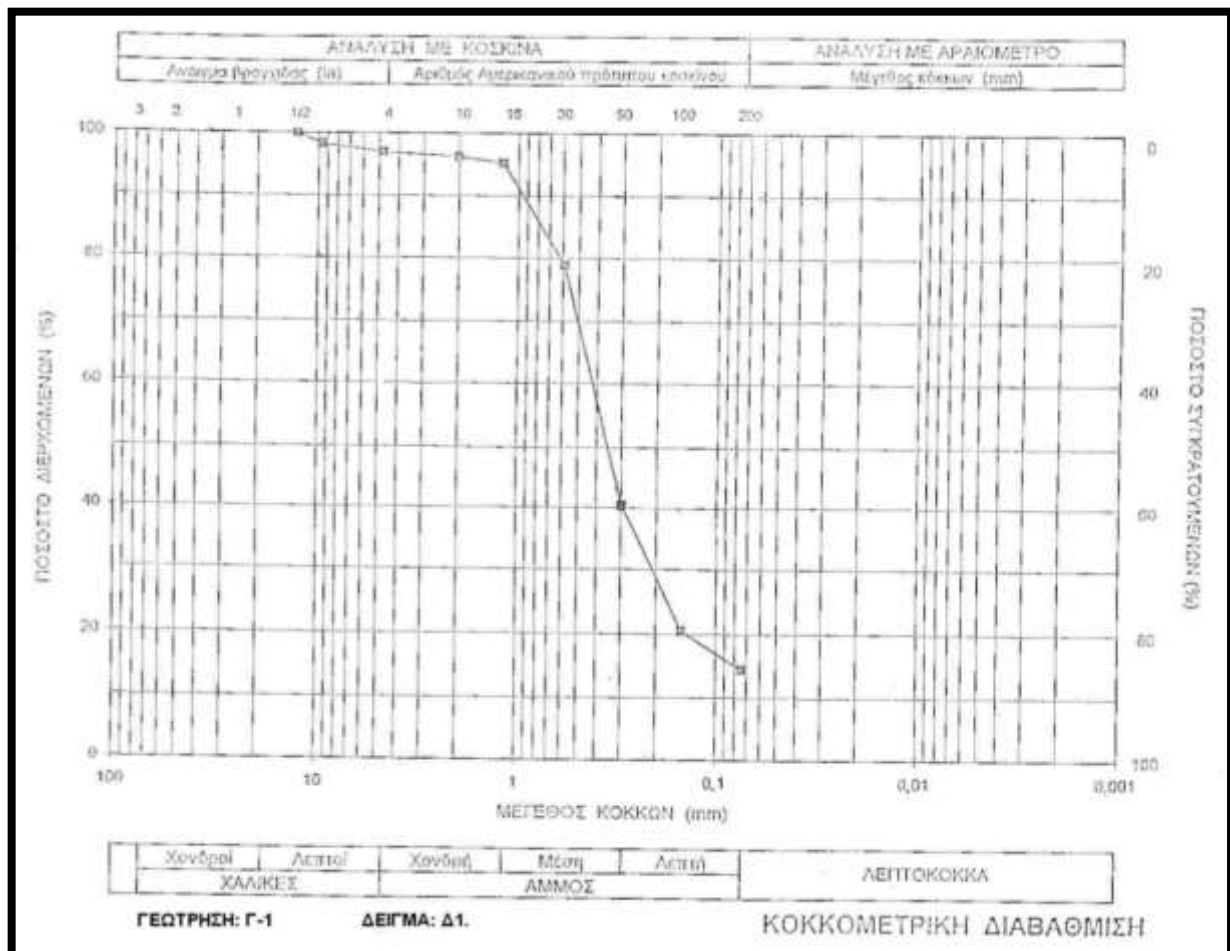 ΑΝΑΛΥΣΗ ΜΕ ΚΟΣΚΙΝΑ ΑΝΑΛΥΣΗ ΜΕ ΑΡΑΙΟΜΕΤΡΟ
Άνοιγμα βροχίδας (in) Αριθμός Αμερικανικού πρότυπου κοσκίνου Μέγεθος κόκκων (mm)
3 2 1 1/2 4 10 16 30 50 100 200
100 0
80 20
60 40
40 60
20 80
0 100
ΠΟΣΟΣΤΟ ΔΙΕΡΧΟΜΕΝΩΝ (%)
ΠΟΣΟΣΤΟ ΣΥΓΚΡΑΤΟΥΜΕΝΩΝ (%)
100 10 1 0,1 0,01 0,001
ΜΕΓΕΘΟΣ ΚΟΚΚΩΝ (mm)
Χονδροί Λεπτοί Χονδρή Μέση Λεπτή ΛΕΠΤΟΚΟΚΚΑ
ΧΑΛΙΚΕΣ ΑΜΜΟΣ
ΓΕΩΤΡΗΣΗ: Γ-1 ΔΕΙΓΜΑ: Δ1. ΚΟΚΚΟΜΕΤΡΙΚΗ ΔΙΑΒΑΘΜΙΣΗ